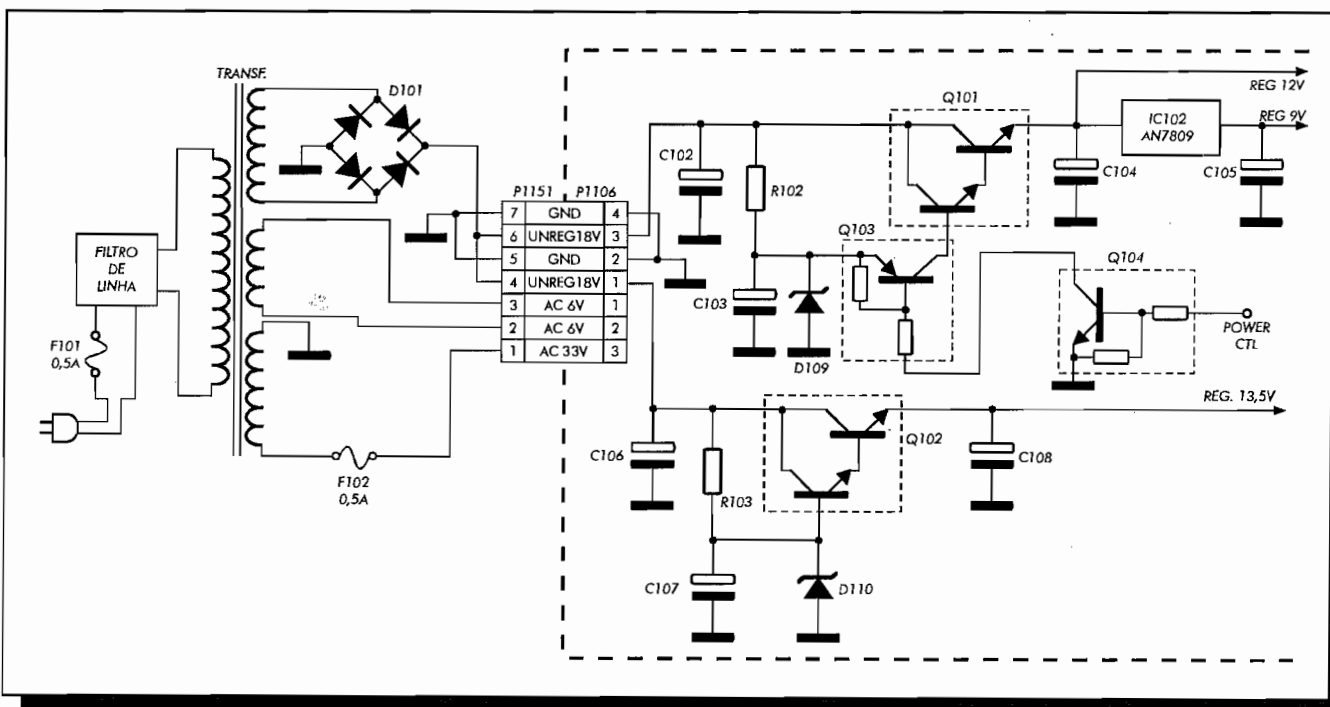 TRANSF.
D101
FILTRO
DE
LINHA
F101
0,5A
F102
0,5A
P1151 P1106
7 GND 4
6 UNREG18V 3
5 GND 2
4 UNREG18V 1
3 AC 6V 1
2 AC 6V 2
1 AC 33V 3
C102
R102
Q101
REG 12V
IC102
AN7809
REG 9V
C104
C105
Q103
C103
D109
Q104
POWER
CTL
REG. 13,5V
C106
R103
Q102
C108
C107
D110